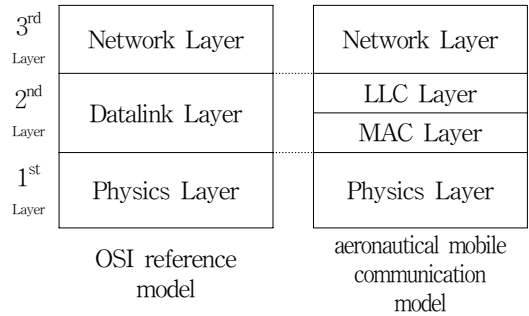 3rd
Layer
Network Layer
Network Layer
2nd
Layer
Datalink Layer
LLC Layer
MAC Layer
1st
Layer
Physics Layer
Physics Layer
OSI reference
model
aeronautical mobile
communication
model